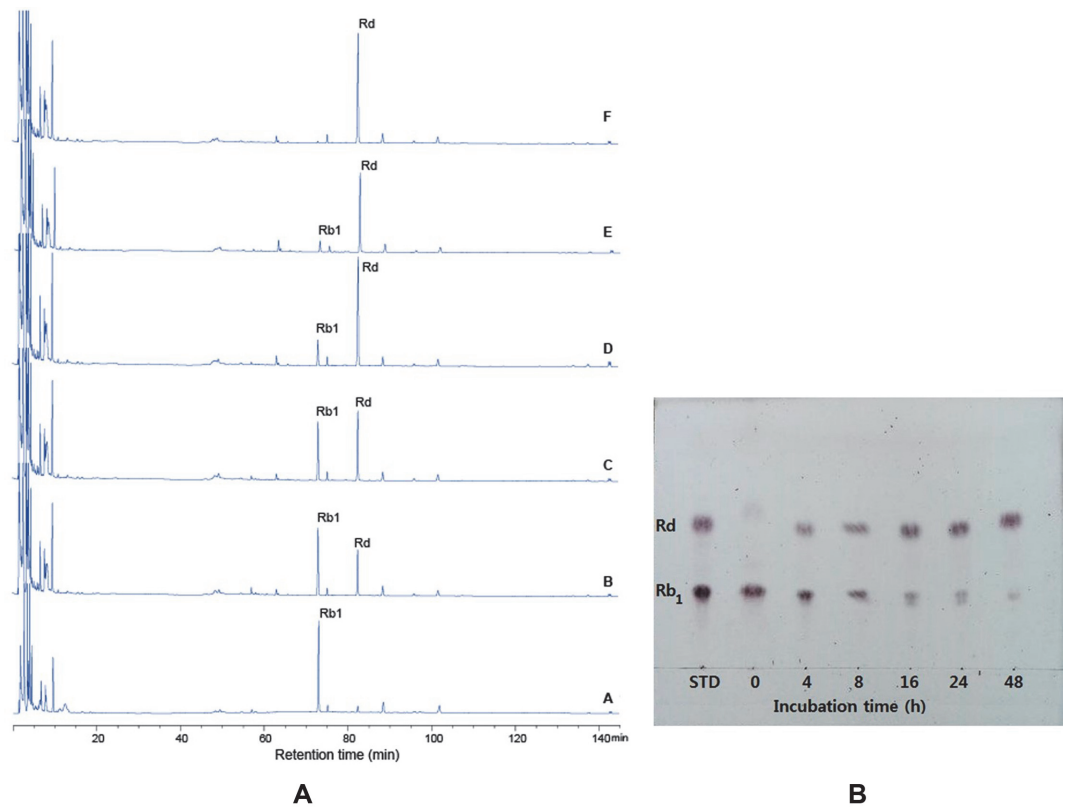 Rd
F
Rd
Rb1
E
Rd
Rb1
D
Rb1
Rd
C
Rb1
Rd
B
Rb1
A
20 40 60 80 100 120 140min
Retention time (min)
A
Rd
Rb1
STD 0 4 8 16 24 48
Incubation time (h)
B